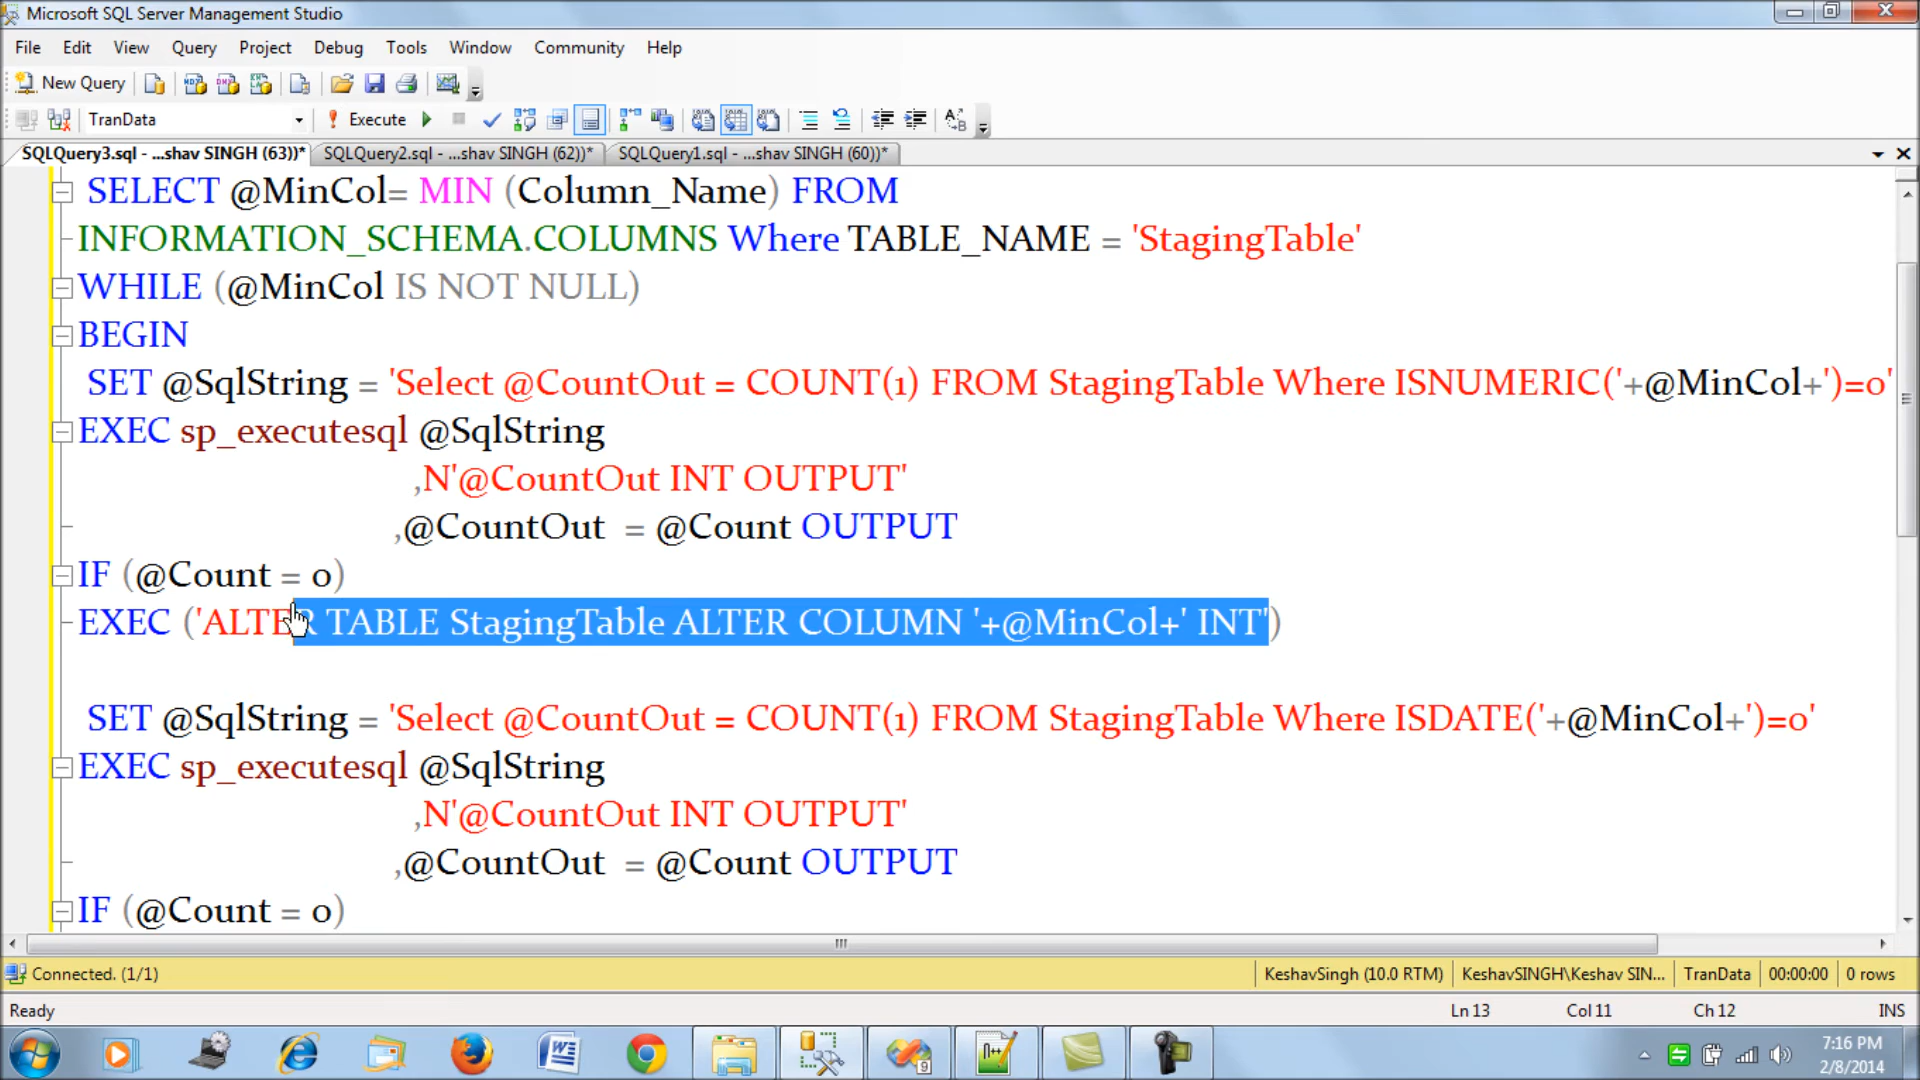 Microsoft SQL Server Management Studio
File Edit View Query Project Debug Tools Window Community Help
New Query
TranData Execute
SQLQuery3.sql - ...shav SINGH (63))* SQLQuery2.sql - ...shav SINGH (62))* SQLQuery1.sql - ...shav SINGH (60))*
SELECT @MinCol= MIN (Column_Name) FROM
INFORMATION_SCHEMA.COLUMNS Where TABLE_NAME = 'StagingTable'
WHILE (@MinCol IS NOT NULL)
BEGIN
SET @SqlString = 'Select @CountOut = COUNT(1) FROM StagingTable Where ISNUMERIC('+@MinCol+')=0'
EXEC sp_executesql @SqlString
,N'@CountOut INT OUTPUT'
,@CountOut = @Count OUTPUT
IF (@Count = 0)
EXEC ('ALTER TABLE StagingTable ALTER COLUMN '+@MinCol+' INT')
SET @SqlString = 'Select @CountOut = COUNT(1) FROM StagingTable Where ISDATE('+@MinCol+')=0'
EXEC sp_executesql @SqlString
,N'@CountOut INT OUTPUT'
,@CountOut = @Count OUTPUT
IF (@Count = 0)
Connected. (1/1) KeshavSingh (10.0 RTM) KeshavSINGH\Keshav SIN... TranData 00:00:00 0 rows
Ready Ln 13 Col 11 Ch 12 INS
7:16 PM
2/8/2014